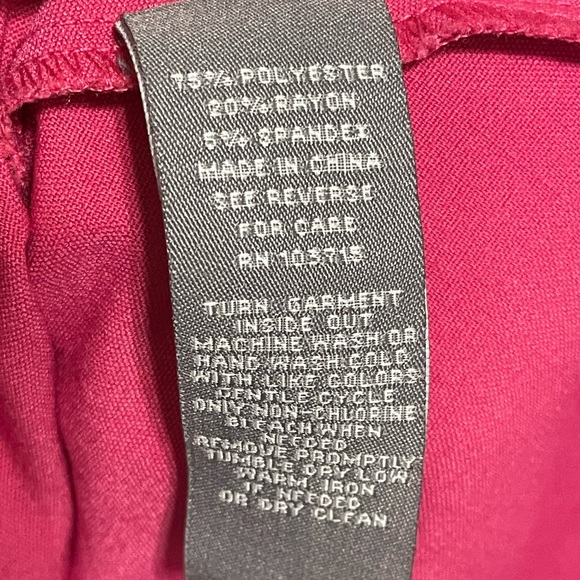 75% POLYESTER
20% RAYON
5% SPANDEX
MADE IN CHINA
SEE REVERSE
FOR CARE
RN 103715
TURN GARMENT
INSIDE OUT
MACHINE WASH OR
HAND WASH COLD
WITH LIKE COLORS
GENTLE CYCLE
ONLY NON-CHLORINE
BLEACH WHEN
NEEDED
REMOVE PROMPTLY
TUMBLE DRY LOW
WARM IRON
IF NEEDED
OR DRY CLEAN